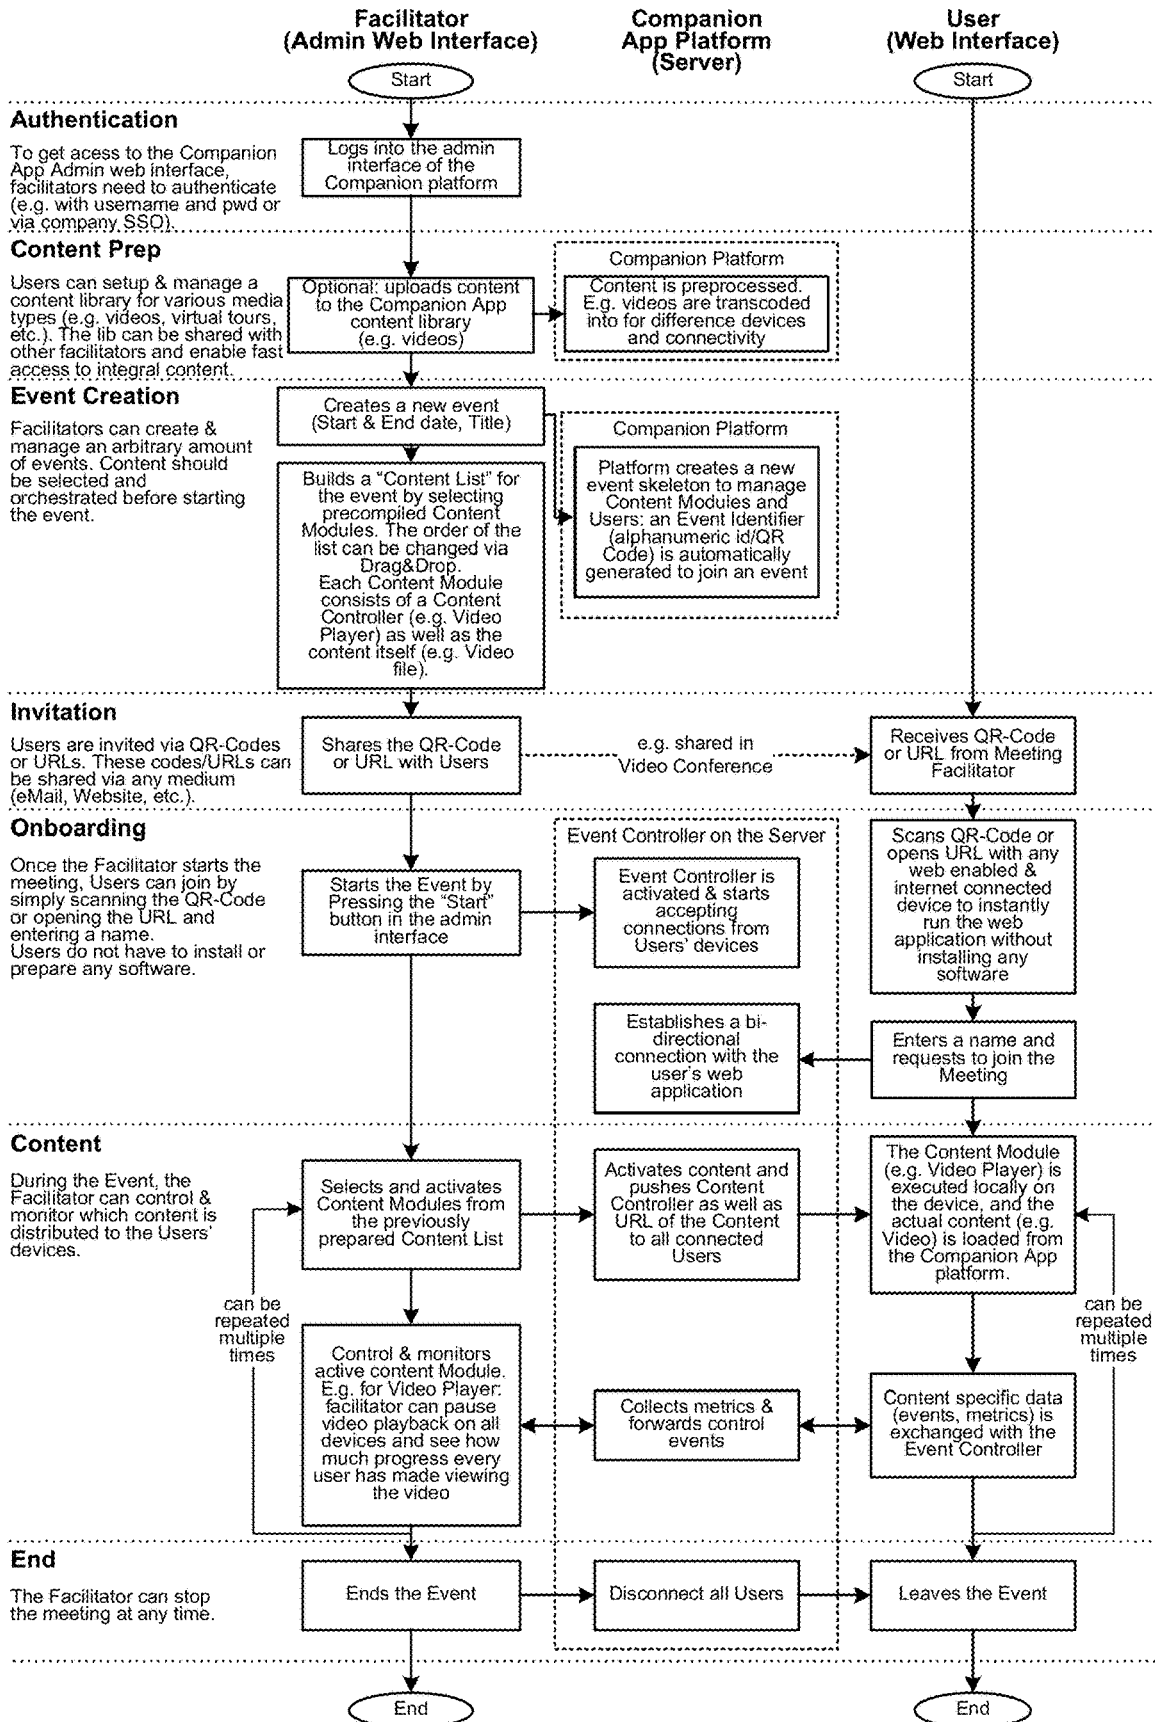 Facilitator
(Admin Web Interface)
Companion
App Platform
(Server)
User
(Web Interface)
Start
Start
Authentication
To get acess to the Companion
App Admin web interface,
facilitators need to authenticate
(e.g. with username and pwd or
via company SSO).
Logs into the admin
interface of the
Companion platform
Content Prep
Users can setup & manage a
content library for various media
types (e.g. videos, virtual tours,
etc.). The lib can be shared with
other facilitators and enable fast
access to integral content.
Optional: uploads content
to the Companion App
content library
(e.g. videos)
Companion Platform
Content is preprocessed.
E.g. videos are transcoded
into for difference devices
and connectivity
Event Creation
Facilitators can create &
manage an arbitrary amount
of events. Content should
be selected and
orchestrated before starting
the event.
Creates a new event
(Start & End date, Title)
Builds a “Content List” for
the event by selecting
precompiled Content
Modules. The order of the
list can be changed via
Drag&Drop.
Each Content Module
consists of a Content
Controller (e.g. Video
Player) as well as the
content itself (e.g. Video
file).
Companion Platform
Platform creates a new
event skeleton to manage
Content Modules and
Users: an Event Identifier
(alphanumeric id/QR
Code) is automatically
generated to join an event
Invitation
Users are invited via QR-Codes
or URLs. These codes/URLs can
be shared via any medium
(eMail, Website, etc.).
Shares the QR-Code
or URL with Users
e.g. shared in
Video Conference
Receives QR-Code
or URL from Meeting
Facilitator
Onboarding
Once the Facilitator starts the
meeting, Users can join by
simply scanning the QR-Code
or opening the URL and
entering a name.
Users do not have to install or
prepare any software.
Starts the Event by
Pressing the “Start”
button in the admin
interface
Event Controller on the Server
Event Controller is
activated & starts
accepting
connections from
Users’ devices
Scans QR-Code or
opens URL with any
web enabled &
internet connected
device to instantly
run the web
application without
installing any
software
Establishes a bi-
directional
connection with the
user’s web
application
Enters a name and
requests to join the
Meeting
Content
During the Event, the
Facilitator can control &
monitor which content is
distributed to the Users’
devices.
Selects and activates
Content Modules from
the previously
prepared Content List
Activates content and
pushes Content
Controller as well as
URL of the Content
to all connected
Users
The Content Module
(e.g. Video Player) is
executed locally on
the device, and the
actual content (e.g.
Video) is loaded from
the Companion App
platform.
can be
repeated
multiple
times
can be
repeated
multiple
times
Control & monitors
active content Module.
E.g. for Video Player:
facilitator can pause
video playback on all
devices and see how
much progress every
user has made viewing
the video
Collects metrics &
forwards control
events
Content specific data
(events, metrics) is
exchanged with the
Event Controller
End
The Facilitator can stop
the meeting at any time.
Ends the Event
Disconnect all Users
Leaves the Event
End
End